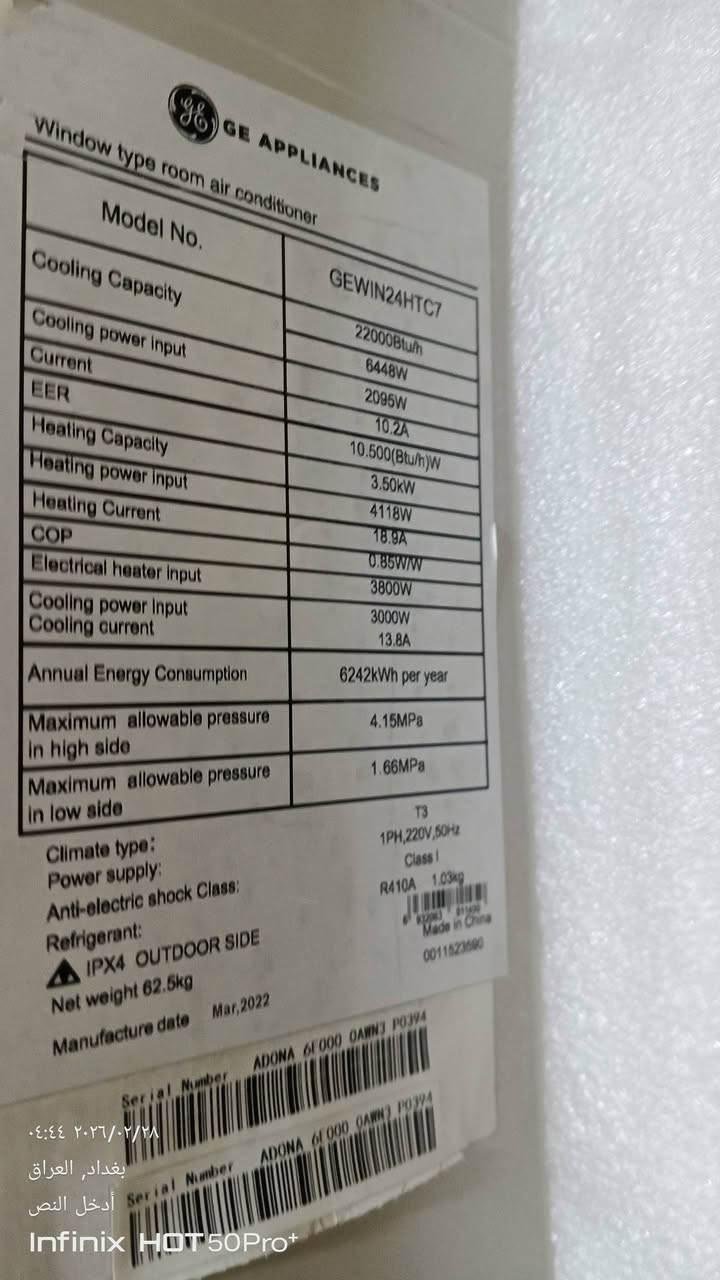 GE GE APPLIANCES
Window type room air conditioner
Model No. GEWIN24HTC7
Cooling Capacity 22000Btu/h
6448W
Cooling power input 2095W
Current 10.2A
EER 10.500(Btu/h)W
Heating Capacity 3.50kW
Heating power input 4118W
Heating Current 18.9A
COP 0.85W/W
Electrical heater input 3800W
Cooling power input 3000W
Cooling current 13.8A
Annual Energy Consumption 6242kWh per year
Maximum allowable pressure
in high side 4.15MPa
Maximum allowable pressure
in low side 1.66MPa
Climate type: T3
Power supply: 1PH,220V,50Hz
Anti-electric shock Class: Class I
Refrigerant: R410A 1.03kg
IPX4 OUTDOOR SIDE
Made in China
Net weight 62.5kg
0011523690
Manufacture date Mar,2022
Serial Number ADONA 6E000 0AWN3 P0394
Serial Number ADONA 6E000 0AWN3 P0394
٠٤:٤٤ ٢٠٢٦/٠٢/٢٨
بغداد, العراق
أدخل النص
Infinix HOT 50 Pro+